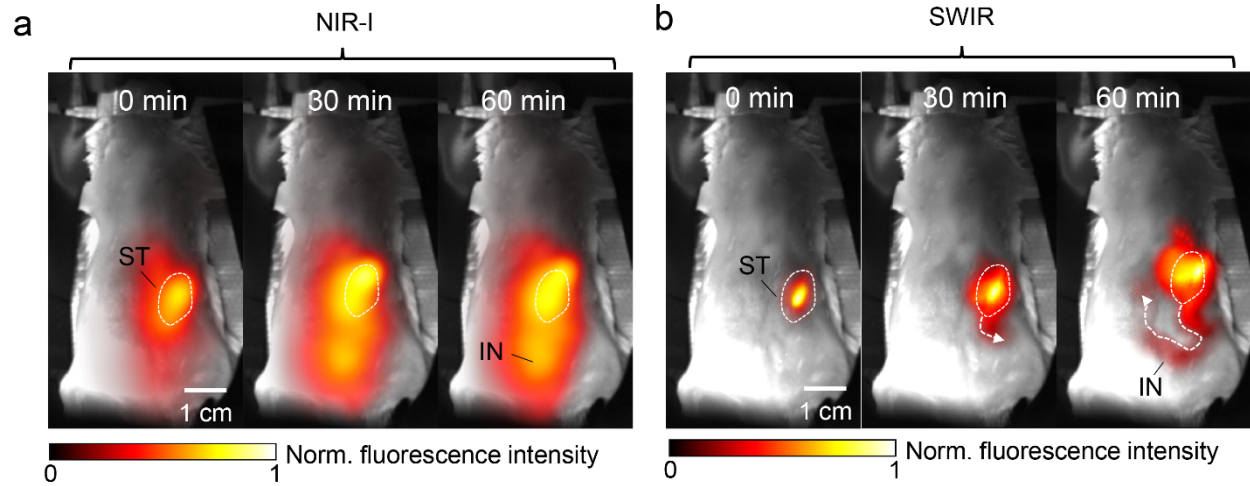 a
NIR-I
0 min
30 min
60 min
ST
IN
1 cm
0
1
Norm. fluorescence intensity
b
SWIR
0 min
30 min
60 min
ST
IN
1 cm
0
1
Norm. fluorescence intensity